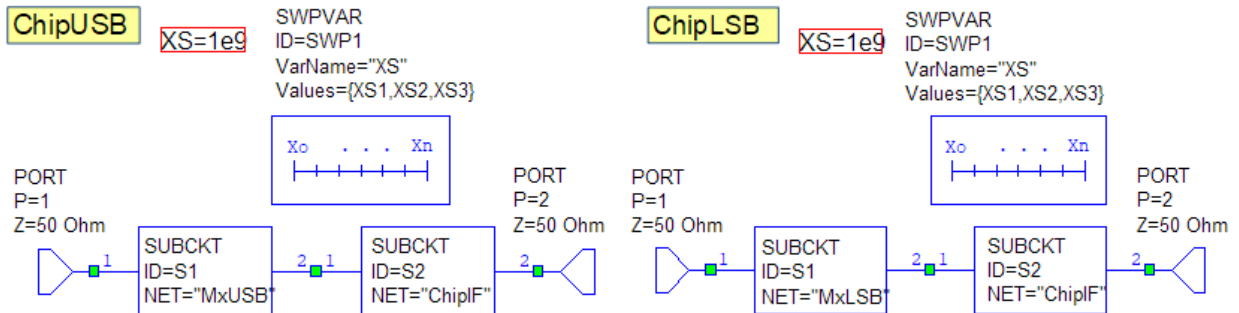 ChipUSB
XS=1e9
SWPVAR
ID=SWP1
VarName="XS"
Values={XS1,XS2,XS3}
Xo . . . Xn
PORT
P=1
Z=50 Ohm
1
SUBCKT
ID=S1
NET="MxUSB"
2 1
SUBCKT
ID=S2
NET="ChipIF"
2
PORT
P=2
Z=50 Ohm
ChipLSB
XS=1e9
SWPVAR
ID=SWP1
VarName="XS"
Values={XS1,XS2,XS3}
Xo . . . Xn
PORT
P=1
Z=50 Ohm
1
SUBCKT
ID=S1
NET="MxLSB"
2 1
SUBCKT
ID=S2
NET="ChipIF"
2
PORT
P=2
Z=50 Ohm